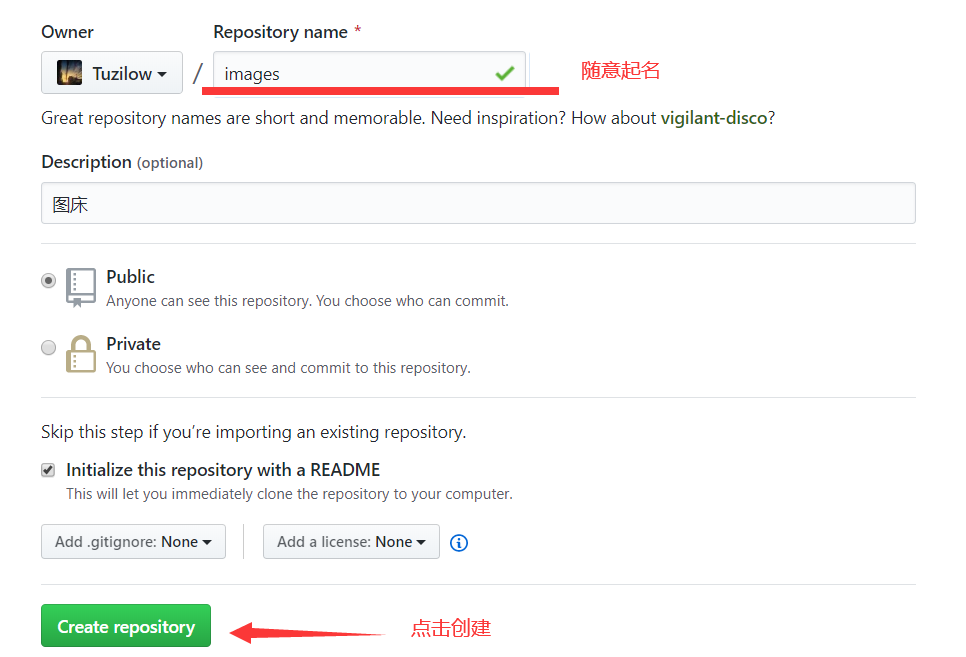 Owner
Repository name *
Tuzilow / images
随意起名
Great repository names are short and memorable. Need inspiration? How about vigilant-disco?
Description (optional)
图床
Public
Anyone can see this repository. You choose who can commit.
Private
You choose who can see and commit to this repository.
Skip this step if you’re importing an existing repository.
Initialize this repository with a README
This will let you immediately clone the repository to your computer.
Add .gitignore: None
Add a license: None
Create repository
点击创建